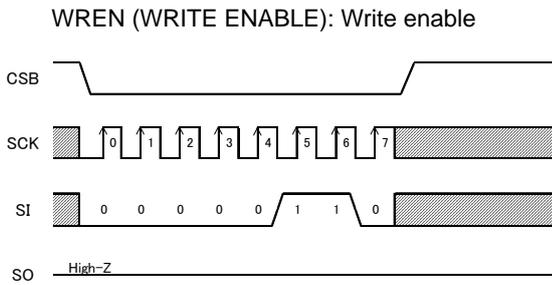 WREN (WRITE ENABLE): Write enable
CSB
SCK 0 1 2 3 4 5 6 7
SI 0 0 0 0 0 1 1 0
SO High-Z